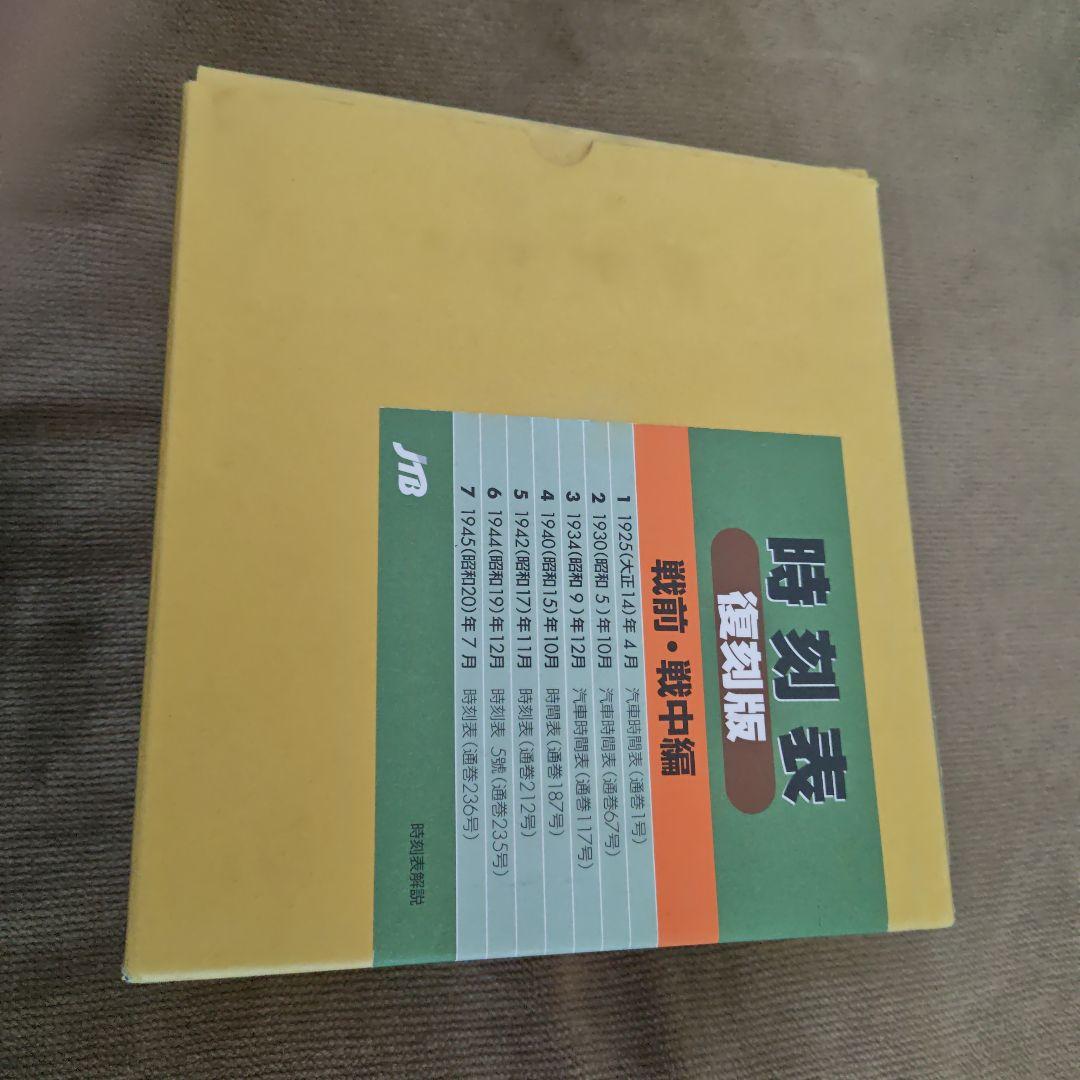 時刻表
復刻版
戦前・戦中編
1 1925(大正14)年 4月 汽車時間表(通巻1号)
2 1930(昭和 5)年10月 汽車時間表(通巻67号)
3 1934(昭和 9)年12月 汽車時間表(通巻117号)
4 1940(昭和15)年10月 時間表(通巻187号)
5 1942(昭和17)年11月 時刻表(通巻212号)
6 1944(昭和19)年12月 時刻表 5號(通巻235号)
7 1945(昭和20)年 7月 時刻表(通巻236号)
JTB
時刻表解説